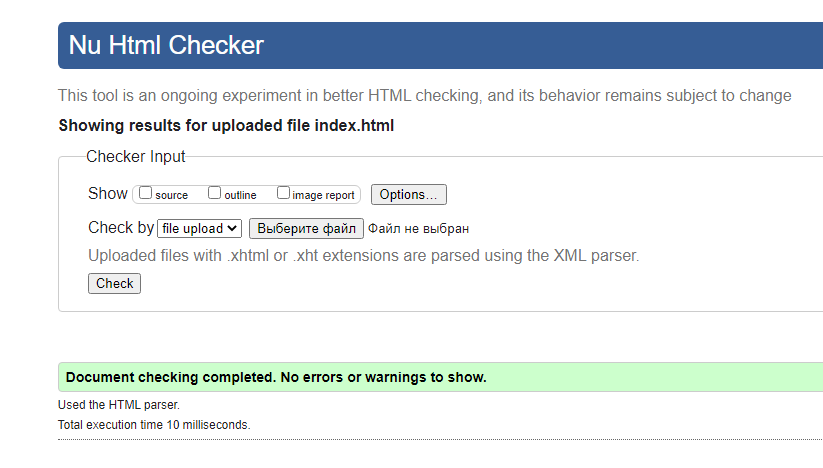 Nu Html Checker
This tool is an ongoing experiment in better HTML checking, and its behavior remains subject to change
Showing results for uploaded file index.html
Checker Input
Show source outline image report Options...
Check by file upload Выберите файл Файл не выбран
Uploaded files with .xhtml or .xht extensions are parsed using the XML parser.
Check
Document checking completed. No errors or warnings to show.
Used the HTML parser.
Total execution time 10 milliseconds.